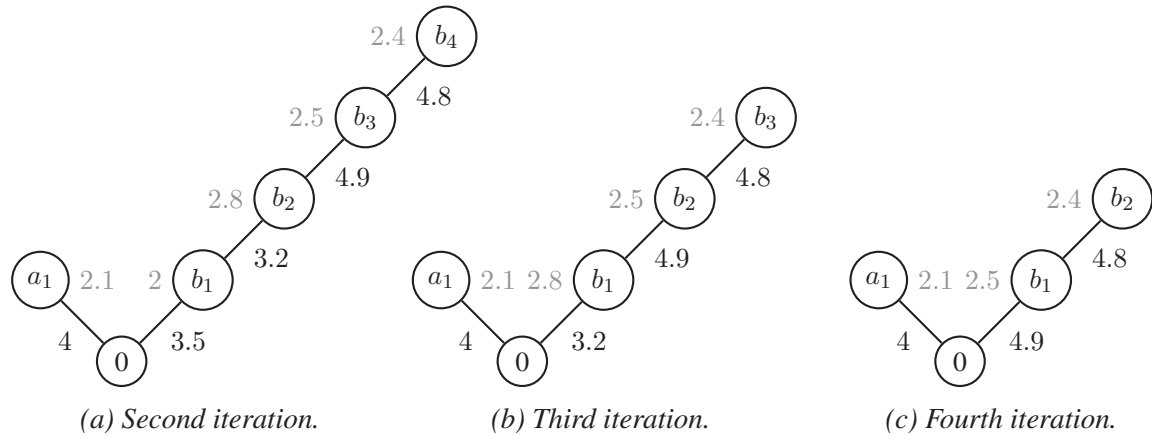 2.4 b₄
4.8
2.5 b₃
4.9
2.8 b₂
3.2
a₁ 2.1 2 b₁
4 3.5
0
(a) Second iteration.
2.4 b₃
4.8
2.5 b₂
4.9
a₁ 2.1 2.8 b₁
4 3.2
0
(b) Third iteration.
2.4 b₂
4.8
a₁ 2.1 2.5 b₁
4 4.9
0
(c) Fourth iteration.